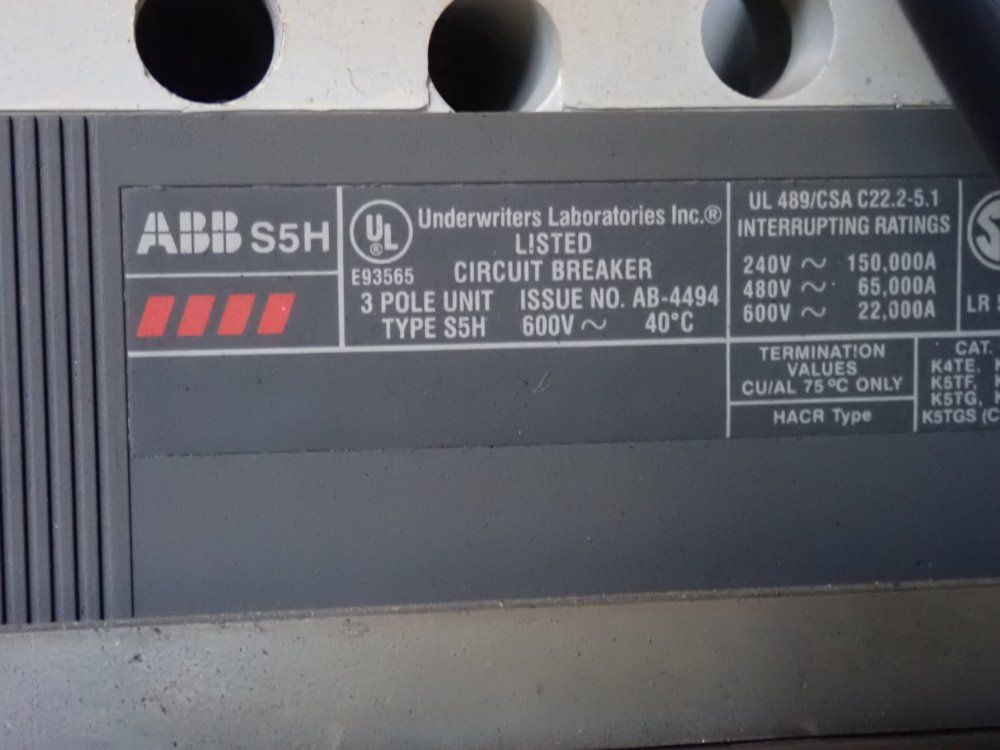 ABB S5H
UL
®
E93565
Underwriters Laboratories Inc.®
LISTED
CIRCUIT BREAKER
3 POLE UNIT ISSUE NO. AB-4494
TYPE S5H 600V ~ 40°C
UL 489/CSA C22.2-5.1
INTERRUPTING RATINGS
240V ~ 150,000A
480V ~ 65,000A
600V ~ 22,000A
LR
TERMINATION
VALUES
CU/AL 75 °C ONLY
HACR Type
CAT.
K4TE,
K5TF,
K5TG,
K5TGS (C